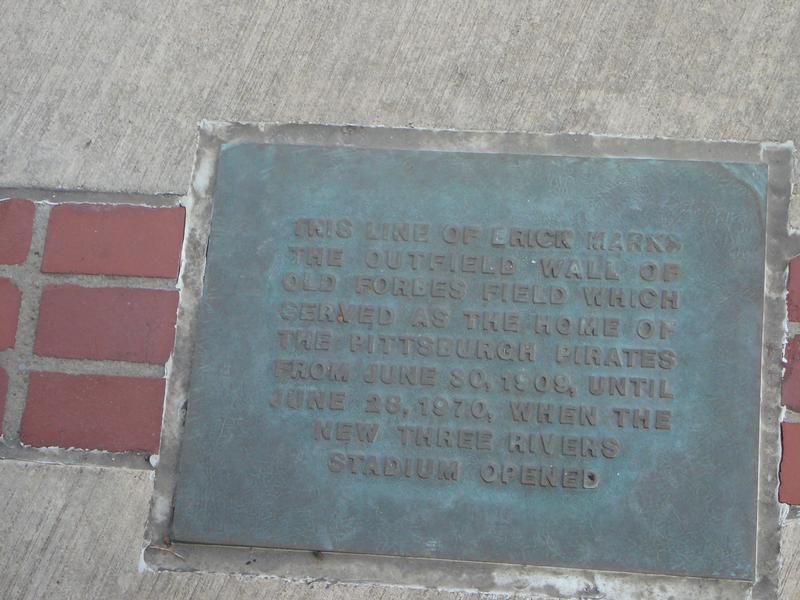 THIS LINE OF BRICK MARKS
THE OUTFIELD WALL OF
OLD FORBES FIELD WHICH
SERVED AS THE HOME OF
THE PITTSBURGH PIRATES
FROM JUNE 30, 1909, UNTIL
JUNE 28, 1970, WHEN THE
NEW THREE RIVERS
STADIUM OPENED